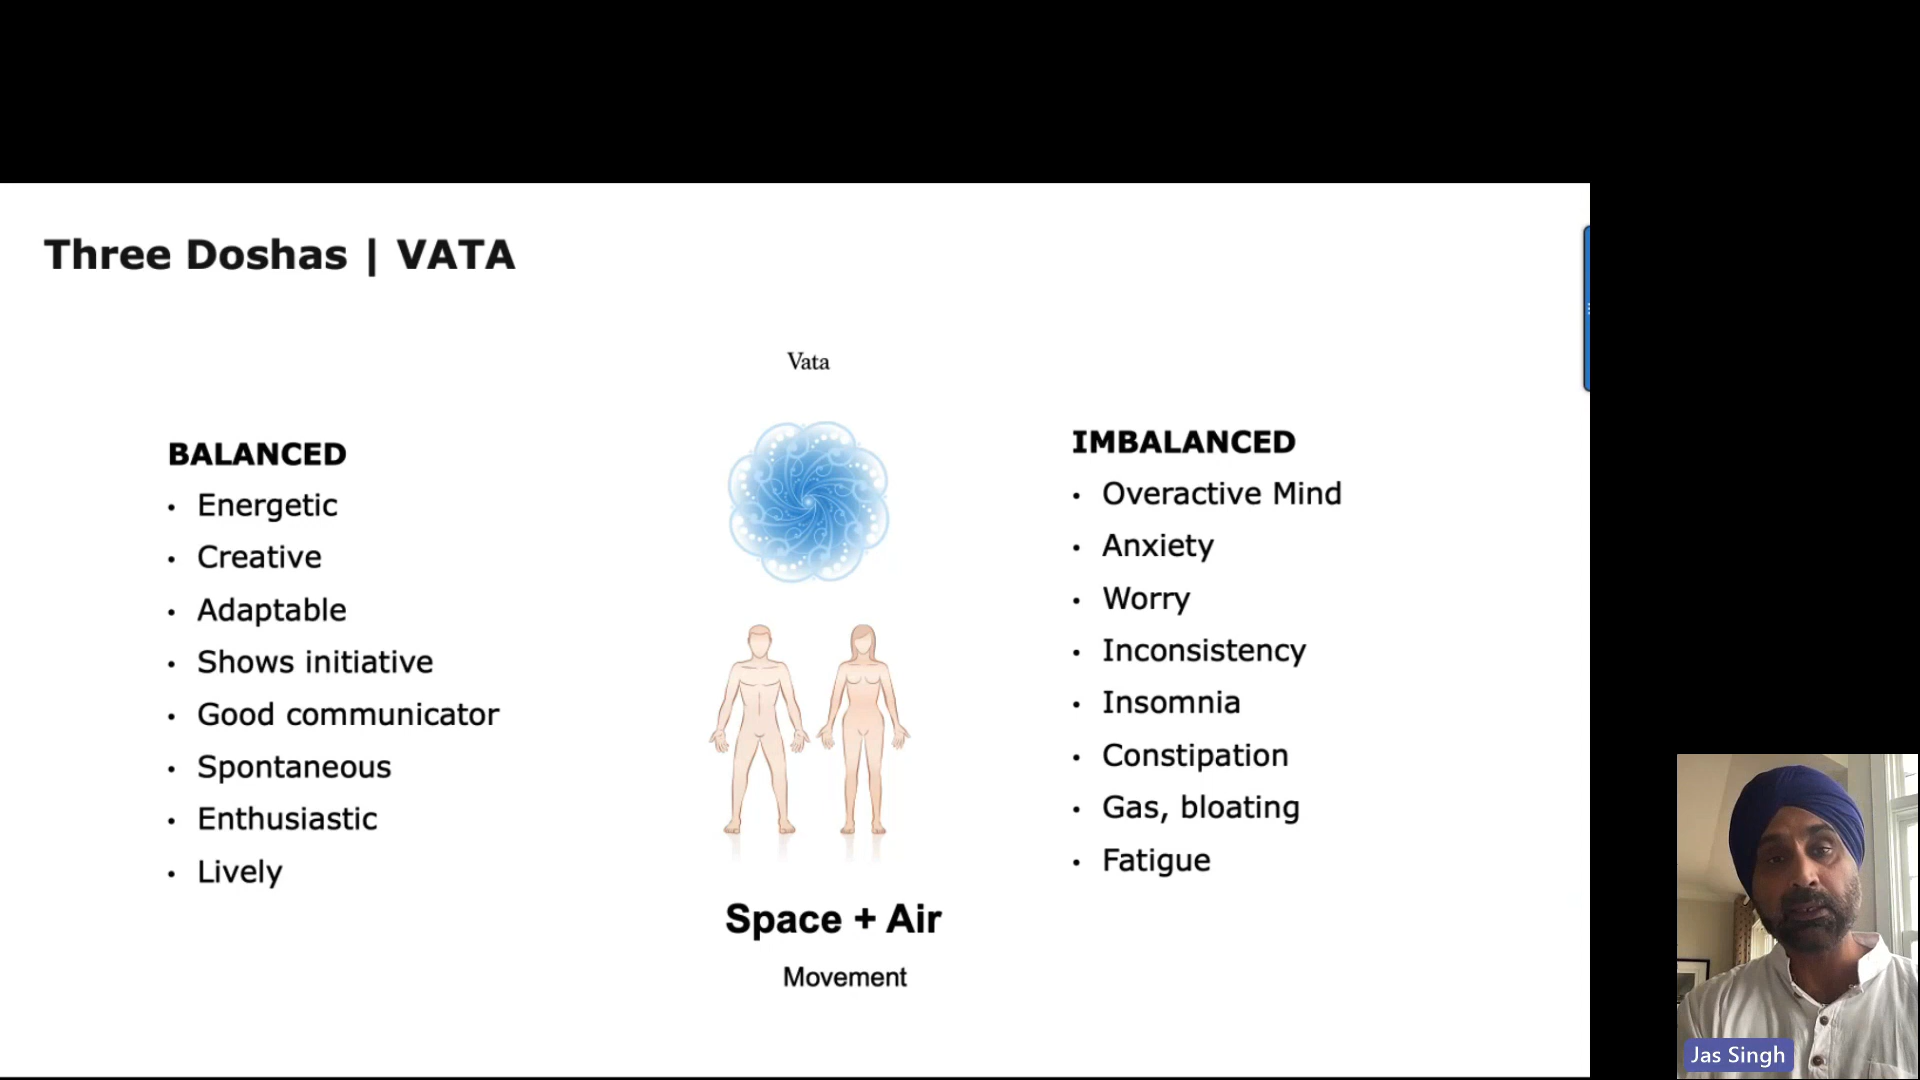 Three Doshas | VATA
Vata
BALANCED
• Energetic
• Creative
• Adaptable
• Shows initiative
• Good communicator
• Spontaneous
• Enthusiastic
• Lively
Space + Air
Movement
IMBALANCED
• Overactive Mind
• Anxiety
• Worry
• Inconsistency
• Insomnia
• Constipation
• Gas, bloating
• Fatigue
Jas Singh